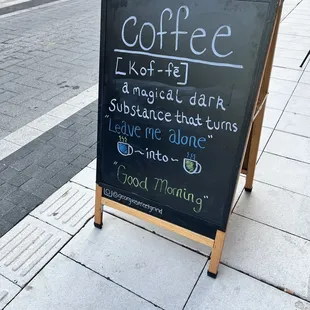 Coffee
[Kof-fē]
a magical dark
Substance that turns
"Leave me alone"
~into~
"Good Morning"